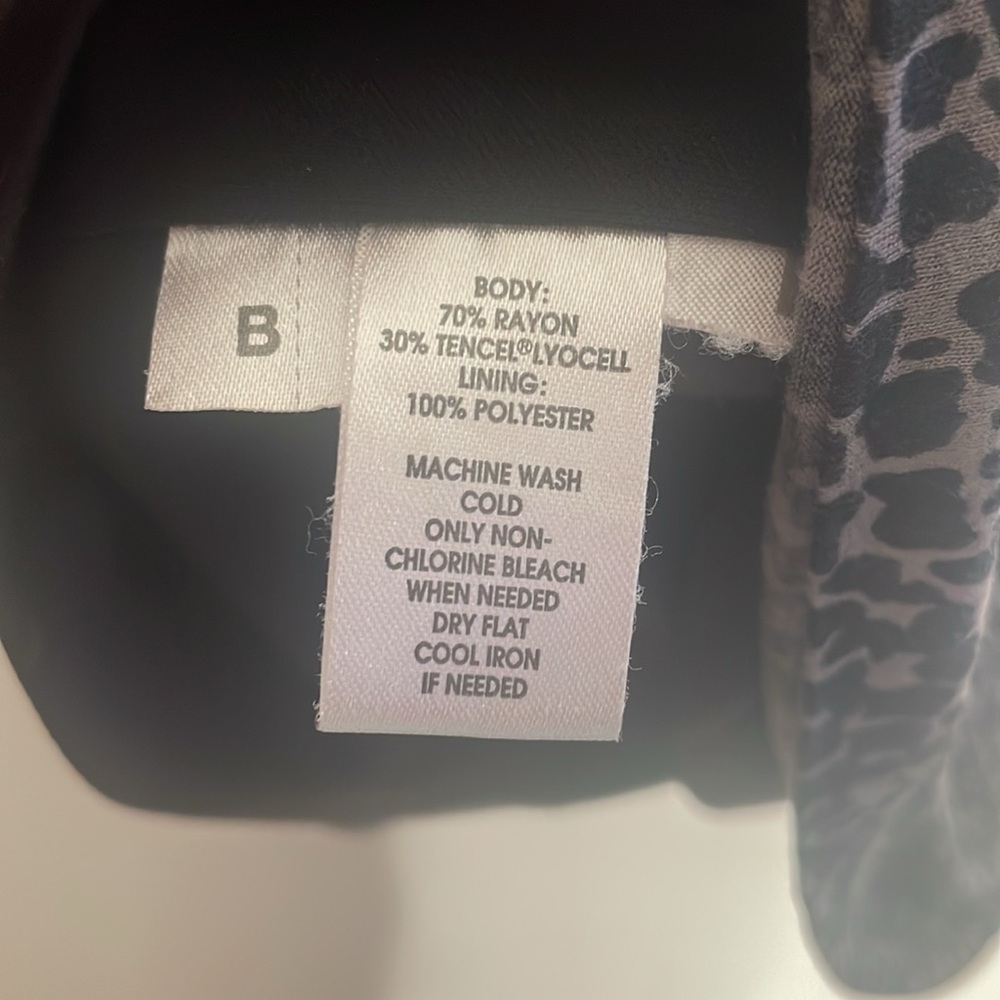 B
BODY:
70% RAYON
30% TENCEL®LYOCELL
LINING:
100% POLYESTER
MACHINE WASH
COLD
ONLY NON-
CHLORINE BLEACH
WHEN NEEDED
DRY FLAT
COOL IRON
IF NEEDED